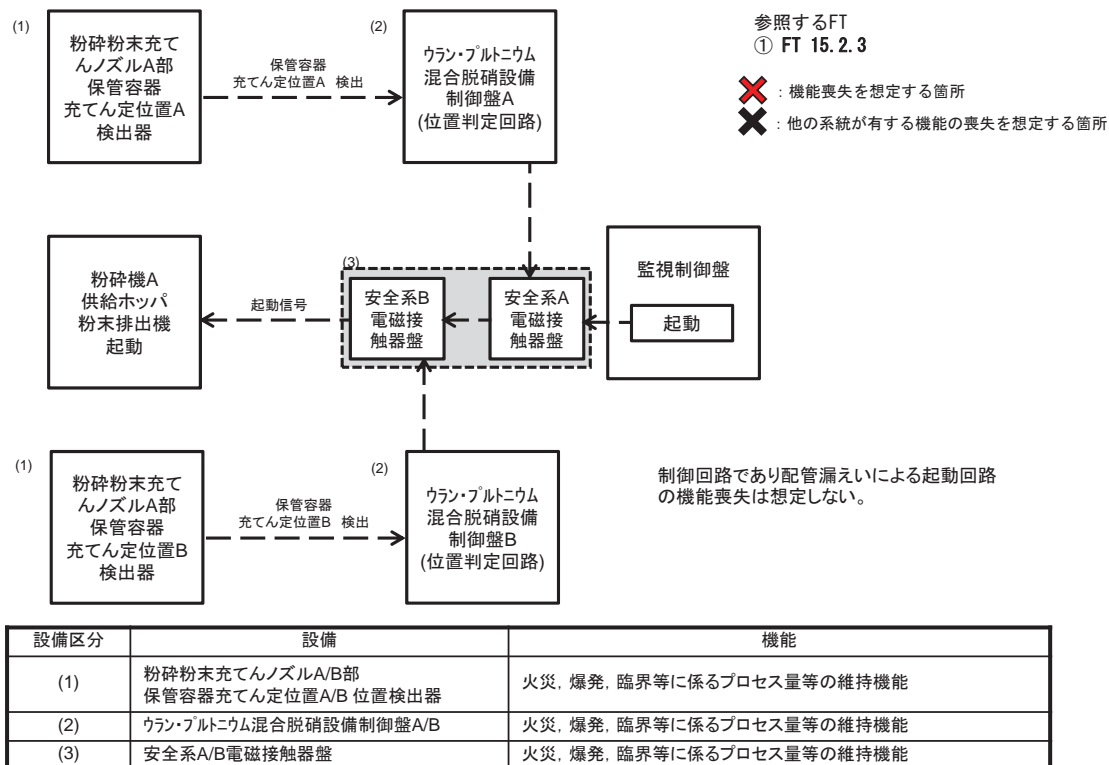 (1)
粉砕粉末充て
んノズルA部
保管容器
充てん定位置A
検出器
保管容器
充てん定位置A 検出
(2)
ウラン・プルトニウム
混合脱硝設備
制御盤A
(位置判定回路)
参照するFT
① FT 15.2.3
：機能喪失を想定する箇所
：他の系統が有する機能の喪失を想定する箇所
粉砕機A
供給ホッパ
粉末排出機
起動
起動信号
(3)
安全系B
電磁接
触器盤
安全系A
電磁接
触器盤
監視制御盤
起動
(1)
粉砕粉末充て
んノズルA部
保管容器
充てん定位置B
検出器
保管容器
充てん定位置B 検出
(2)
ウラン・プルトニウム
混合脱硝設備
制御盤B
(位置判定回路)
制御回路であり配管漏えいによる起動回路
の機能喪失は想定しない。
設備区分 設備 機能
(1) 粉砕粉末充てんノズルA/B部
保管容器充てん定位置A/B 位置検出器 火災，爆発，臨界等に係るプロセス量等の維持機能
(2) ウラン・プルトニウム混合脱硝設備制御盤A/B 火災，爆発，臨界等に係るプロセス量等の維持機能
(3) 安全系A/B電磁接触器盤 火災，爆発，臨界等に係るプロセス量等の維持機能